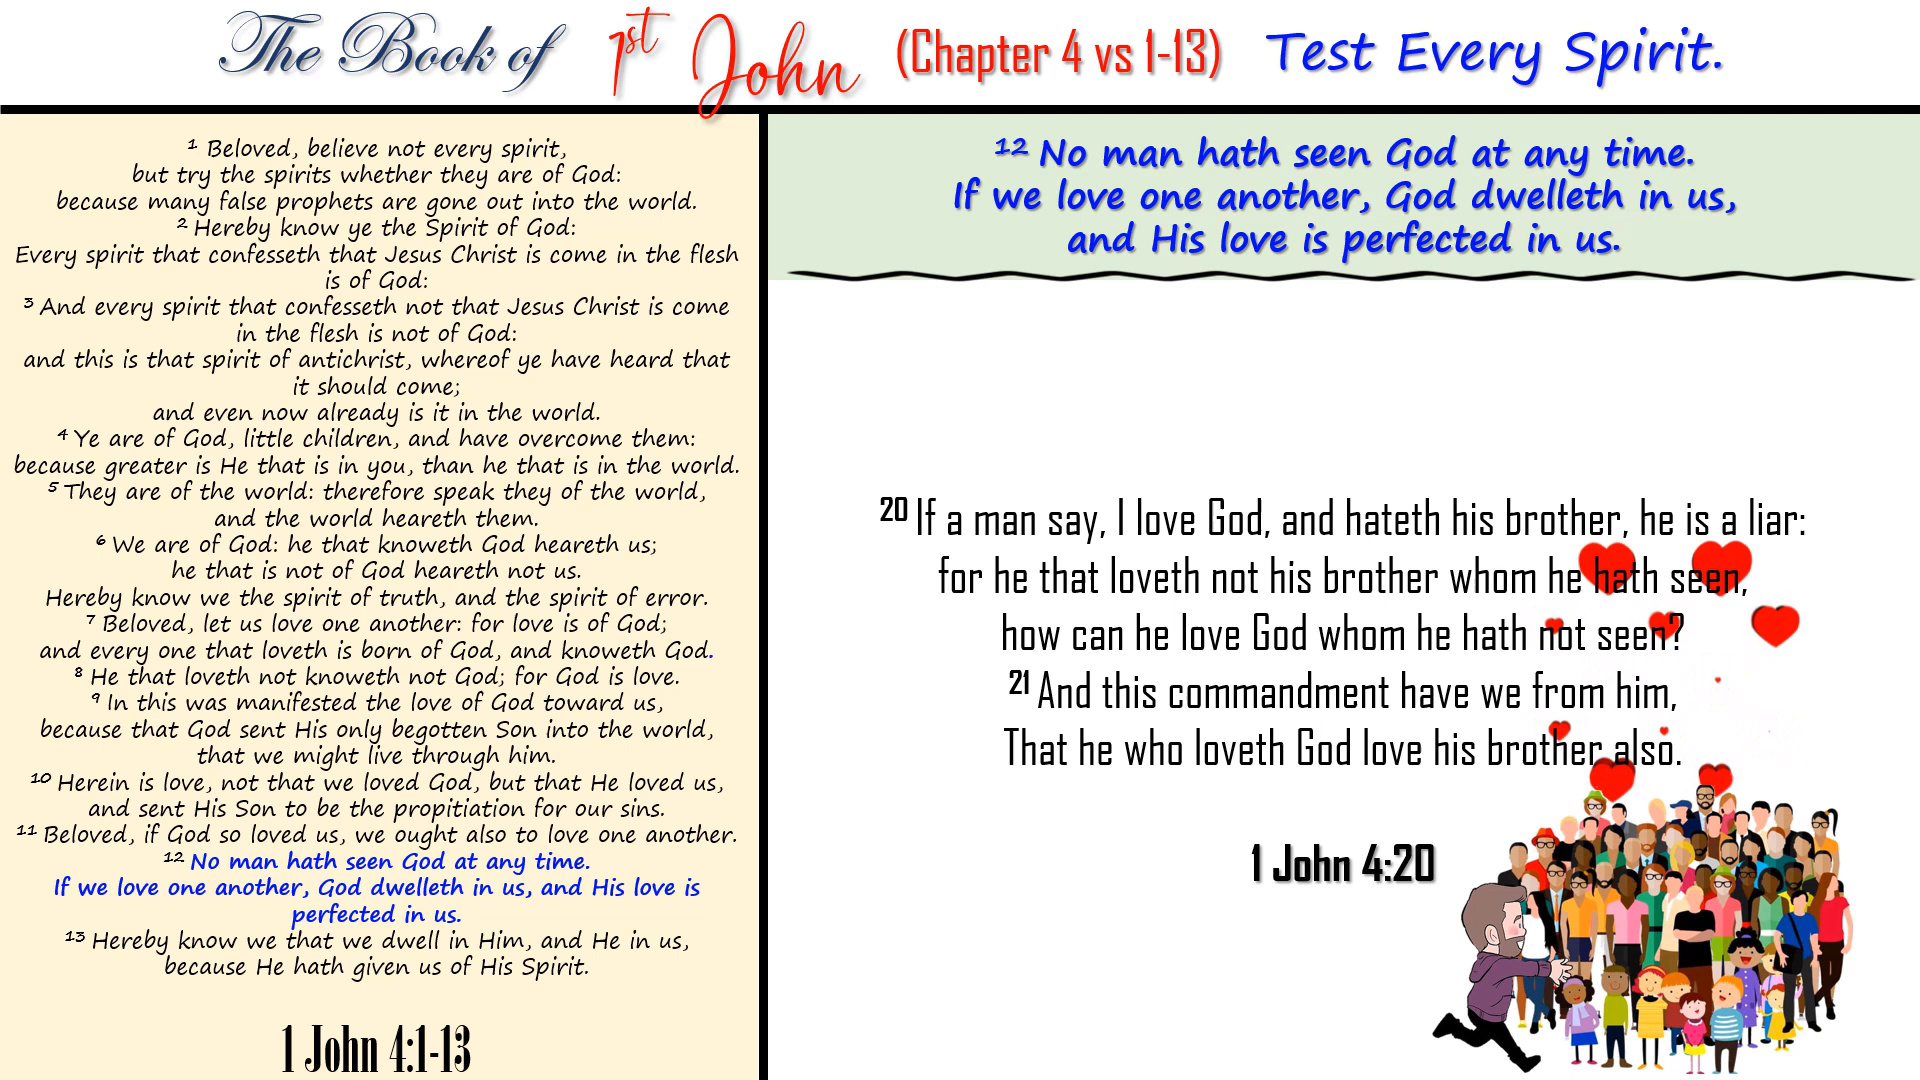 The Book of 1st John (Chapter 4 vs 1-13) Test Every Spirit.
1 Beloved, believe not every spirit,
but try the spirits whether they are of God:
because many false prophets are gone out into the world.
2 Hereby know ye the Spirit of God:
Every spirit that confesseth that Jesus Christ is come in the flesh
is of God:
3 And every spirit that confesseth not that Jesus Christ is come
in the flesh is not of God:
and this is that spirit of antichrist, whereof ye have heard that
it should come;
and even now already is it in the world.
4 Ye are of God, little children, and have overcome them:
because greater is He that is in you, than he that is in the world.
5 They are of the world: therefore speak they of the world,
and the world heareth them.
6 We are of God: he that knoweth God heareth us;
he that is not of God heareth not us.
Hereby know we the spirit of truth, and the spirit of error.
7 Beloved, let us love one another: for love is of God;
and every one that loveth is born of God, and knoweth God.
8 He that loveth not knoweth not God; for God is love.
9 In this was manifested the love of God toward us,
because that God sent His only begotten Son into the world,
that we might live through him.
10 Herein is love, not that we loved God, but that He loved us,
and sent His Son to be the propitiation for our sins.
11 Beloved, if God so loved us, we ought also to love one another.
12 No man hath seen God at any time.
If we love one another, God dwelleth in us, and His love is
perfected in us.
13 Hereby know we that we dwell in Him, and He in us,
because He hath given us of His Spirit.
1 John 4:1-13
12 No man hath seen God at any time.
If we love one another, God dwelleth in us,
and His love is perfected in us.
20 If a man say, I love God, and hateth his brother, he is a liar:
for he that loveth not his brother whom he hath seen,
how can he love God whom he hath not seen?
21 And this commandment have we from him,
That he who loveth God love his brother also.
1 John 4:20